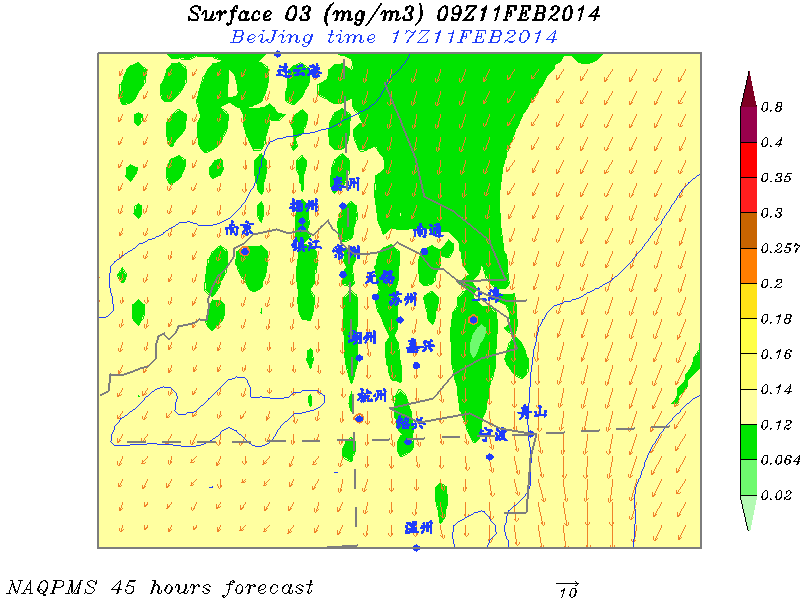 Surface O3 (mg/m3) 09Z11FEB2014
BeiJing time 17Z11FEB2014
连云港
泰州
扬州
南京
镇江
常州
南通
无锡
苏州
上海
湖州
嘉兴
杭州
绍兴
舟山
宁波
温州
0.8
0.4
0.35
0.3
0.257
0.2
0.18
0.16
0.14
0.12
0.064
0.02
NAQPMS 45 hours forecast
10